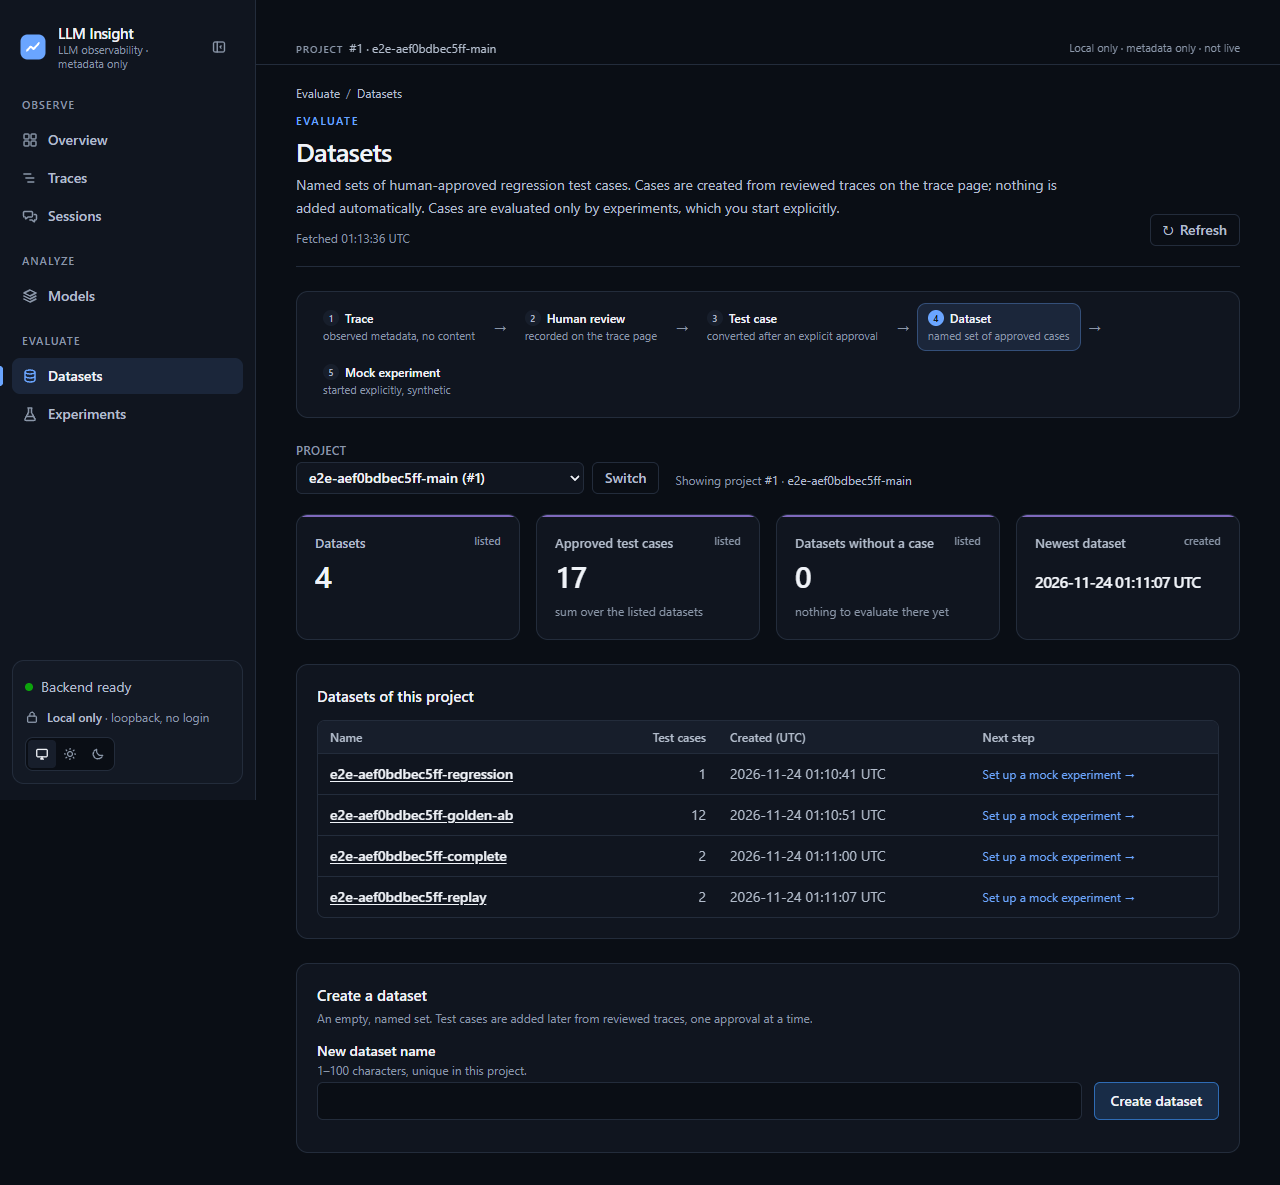 LLM Insight
LLM observability ·
metadata only
OBSERVE
Overview
Traces
Sessions
ANALYZE
Models
EVALUATE
Datasets
Experiments
Backend ready
Local only · loopback, no login
PROJECT #1 · e2e-aef0bdbec5ff-main
Local only · metadata only · not live
Evaluate / Datasets
EVALUATE
Datasets
Named sets of human-approved regression test cases. Cases are created from reviewed traces on the trace page; nothing is
added automatically. Cases are evaluated only by experiments, which you start explicitly.
Fetched 01:13:36 UTC
↻ Refresh
1 Trace
observed metadata, no content
→
2 Human review
recorded on the trace page
→
3 Test case
converted after an explicit approval
→
4 Dataset
named set of approved cases
→
5 Mock experiment
started explicitly, synthetic
PROJECT
e2e-aef0bdbec5ff-main (#1)
Switch
Showing project #1 · e2e-aef0bdbec5ff-main
Datasets listed
4
Approved test cases listed
17
sum over the listed datasets
Datasets without a case listed
0
nothing to evaluate there yet
Newest dataset created
2026-11-24 01:11:07 UTC
Datasets of this project
Name Test cases Created (UTC) Next step
e2e-aef0bdbec5ff-regression 1 2026-11-24 01:10:41 UTC Set up a mock experiment →
e2e-aef0bdbec5ff-golden-ab 12 2026-11-24 01:10:51 UTC Set up a mock experiment →
e2e-aef0bdbec5ff-complete 2 2026-11-24 01:11:00 UTC Set up a mock experiment →
e2e-aef0bdbec5ff-replay 2 2026-11-24 01:11:07 UTC Set up a mock experiment →
Create a dataset
An empty, named set. Test cases are added later from reviewed traces, one approval at a time.
New dataset name
1–100 characters, unique in this project.
Create dataset